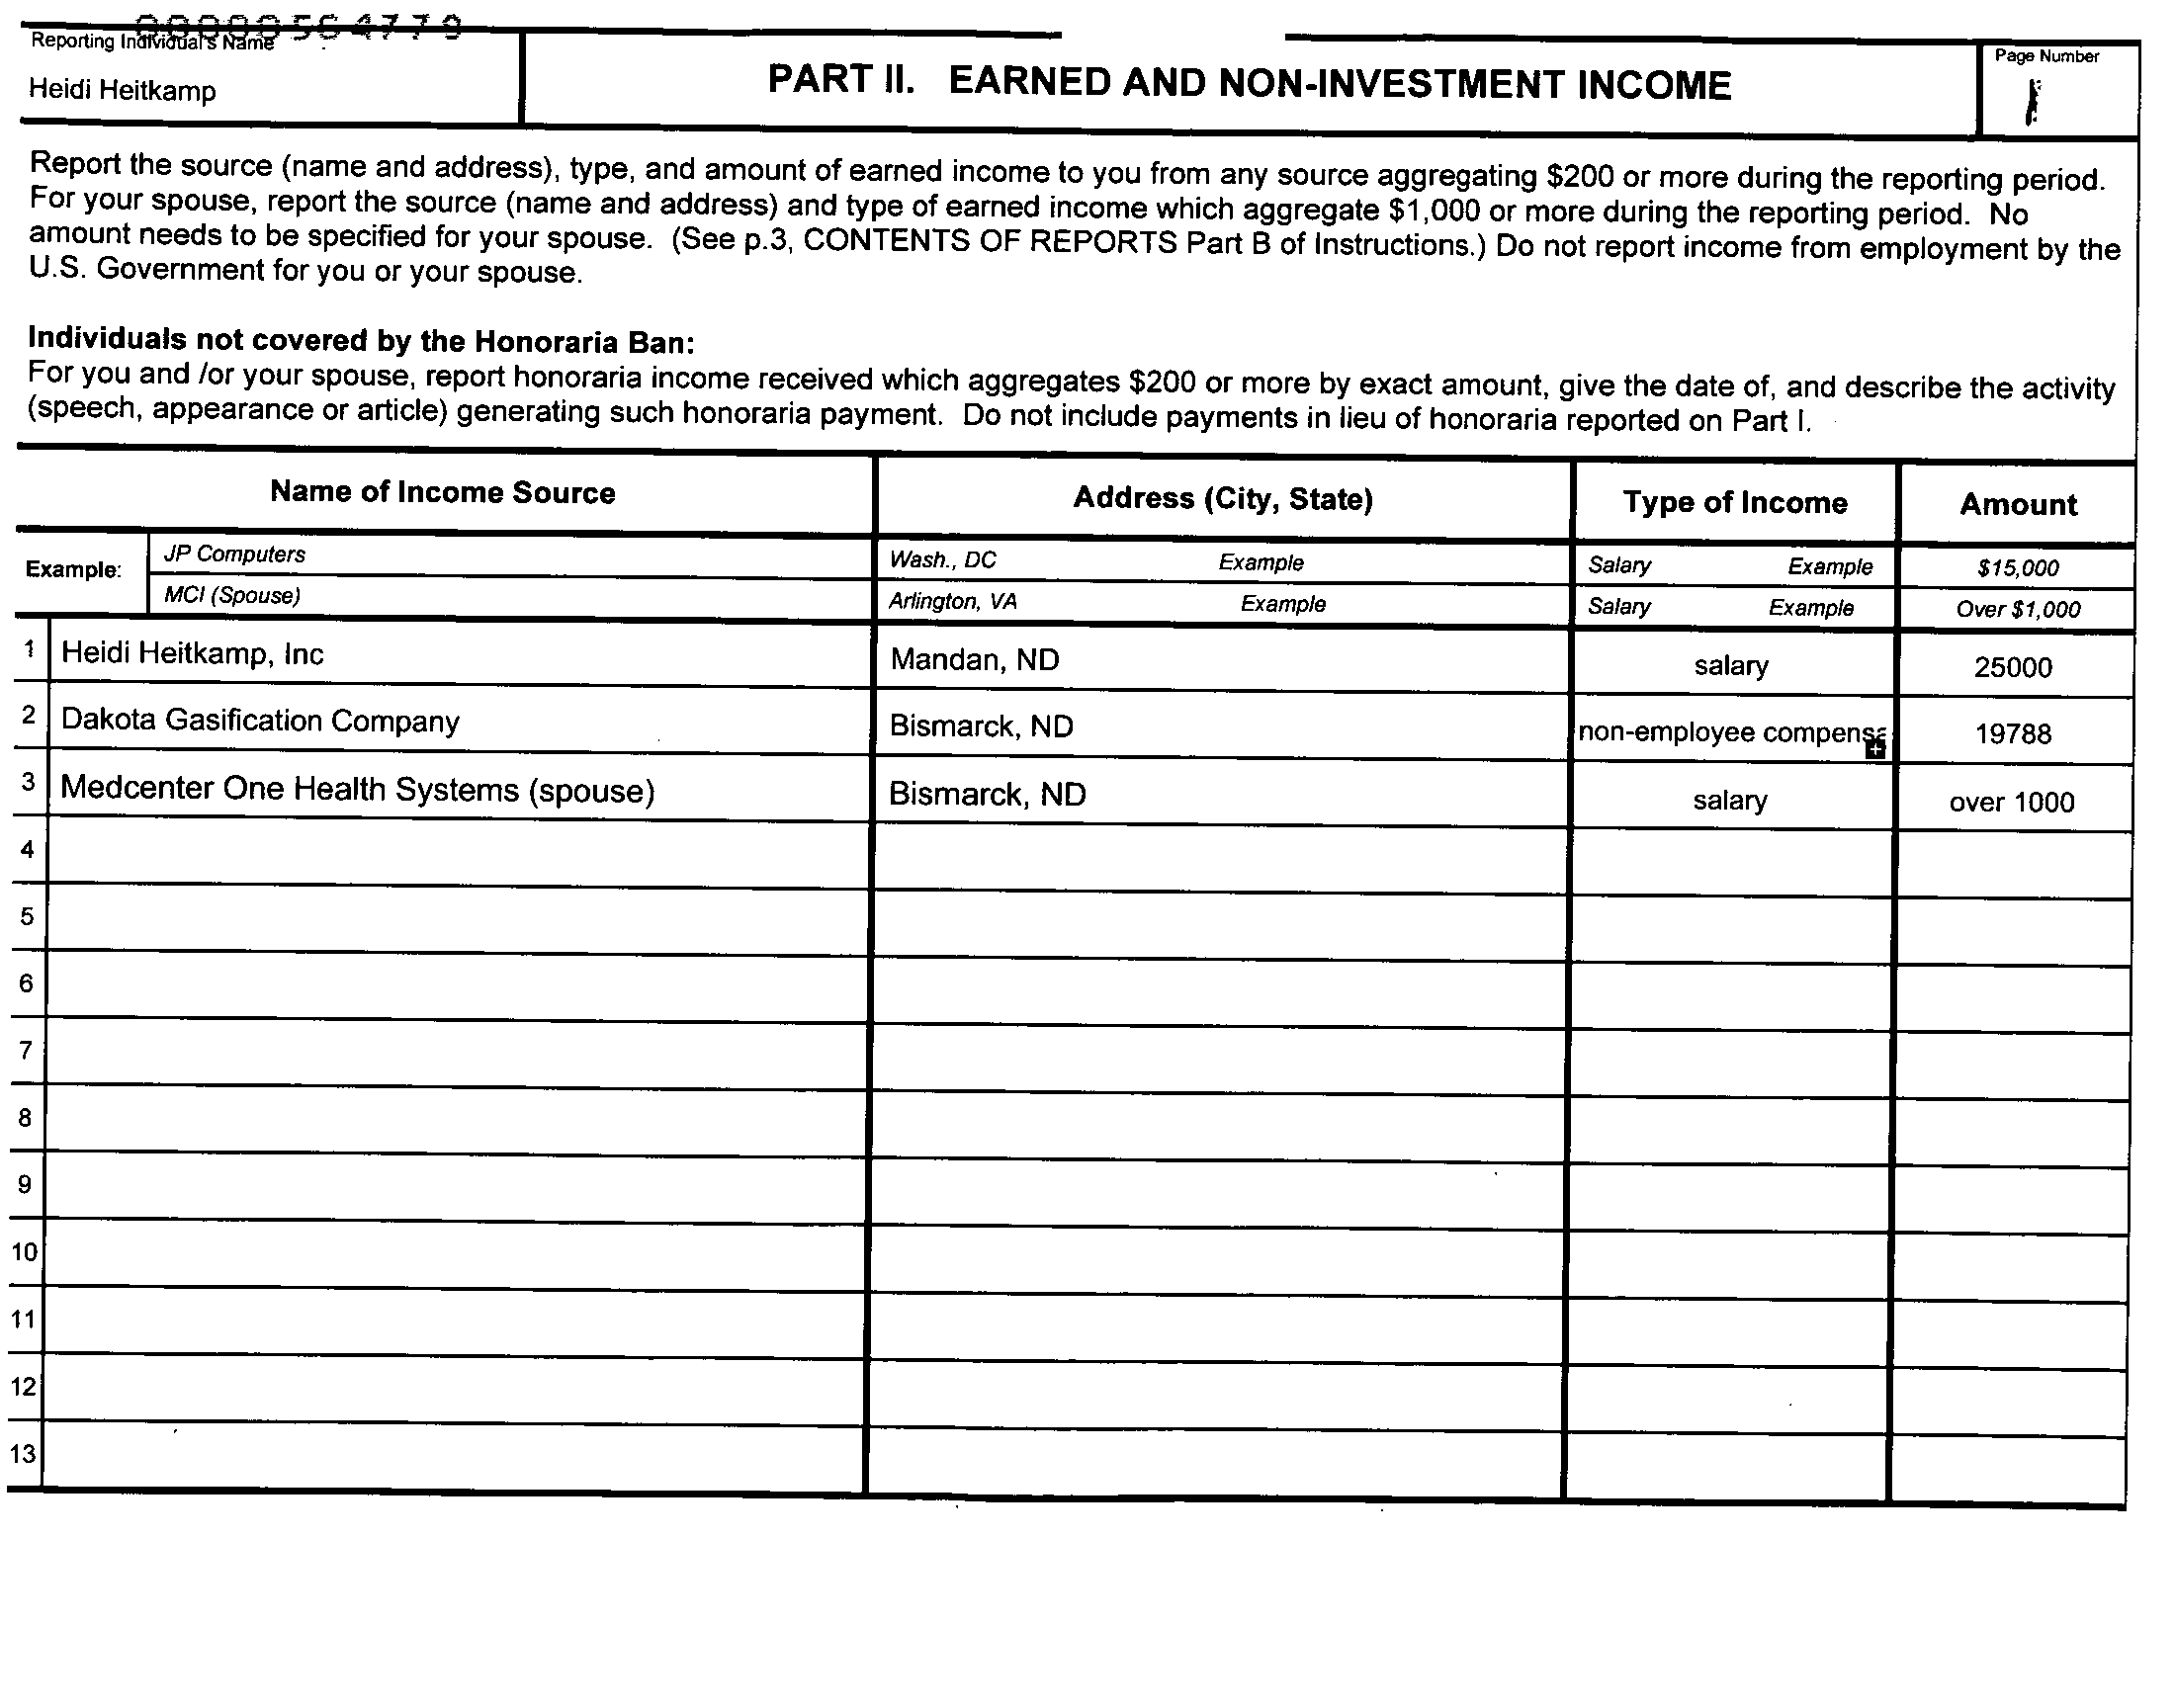 00000564779
Reporting Individual's Name
Heidi Heitkamp
PART II. EARNED AND NON-INVESTMENT INCOME
Page Number
1
Report the source (name and address), type, and amount of earned income to you from any source aggregating $200 or more during the reporting period.
For your spouse, report the source (name and address) and type of earned income which aggregate $1,000 or more during the reporting period. No
amount needs to be specified for your spouse. (See p.3, CONTENTS OF REPORTS Part B of Instructions.) Do not report income from employment by the
U.S. Government for you or your spouse.
Individuals not covered by the Honoraria Ban:
For you and /or your spouse, report honoraria income received which aggregates $200 or more by exact amount, give the date of, and describe the activity
(speech, appearance or article) generating such honoraria payment. Do not include payments in lieu of honoraria reported on Part I.
Name of Income Source Address (City, State) Type of Income Amount
Example: JP Computers Wash., DC Example Salary Example $15,000
MCI (Spouse) Arlington, VA Example Salary Example Over $1,000
1 Heidi Heitkamp, Inc Mandan, ND salary 25000
2 Dakota Gasification Company Bismarck, ND non-employee compensa 19788
3 Medcenter One Health Systems (spouse) Bismarck, ND salary over 1000
4
5
6
7
8
9
10
11
12
13